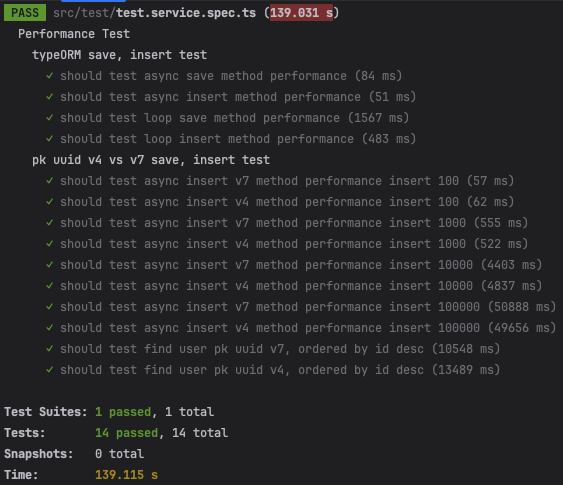 PASS src/test/test.service.spec.ts (139.031 s)
Performance Test
typeORM save, insert test
✓ should test async save method performance (84 ms)
✓ should test async insert method performance (51 ms)
✓ should test loop save method performance (1567 ms)
✓ should test loop insert method performance (483 ms)
pk uuid v4 vs v7 save, insert test
✓ should test async insert v7 method performance insert 100 (57 ms)
✓ should test async insert v4 method performance insert 100 (62 ms)
✓ should test async insert v7 method performance insert 1000 (555 ms)
✓ should test async insert v4 method performance insert 1000 (522 ms)
✓ should test async insert v7 method performance insert 10000 (4403 ms)
✓ should test async insert v4 method performance insert 10000 (4837 ms)
✓ should test async insert v7 method performance insert 100000 (50888 ms)
✓ should test async insert v4 method performance insert 100000 (49656 ms)
✓ should test find user pk uuid v7, ordered by id desc (10548 ms)
✓ should test find user pk uuid v4, ordered by id desc (13489 ms)
Test Suites: 1 passed, 1 total
Tests: 14 passed, 14 total
Snapshots: 0 total
Time: 139.115 s